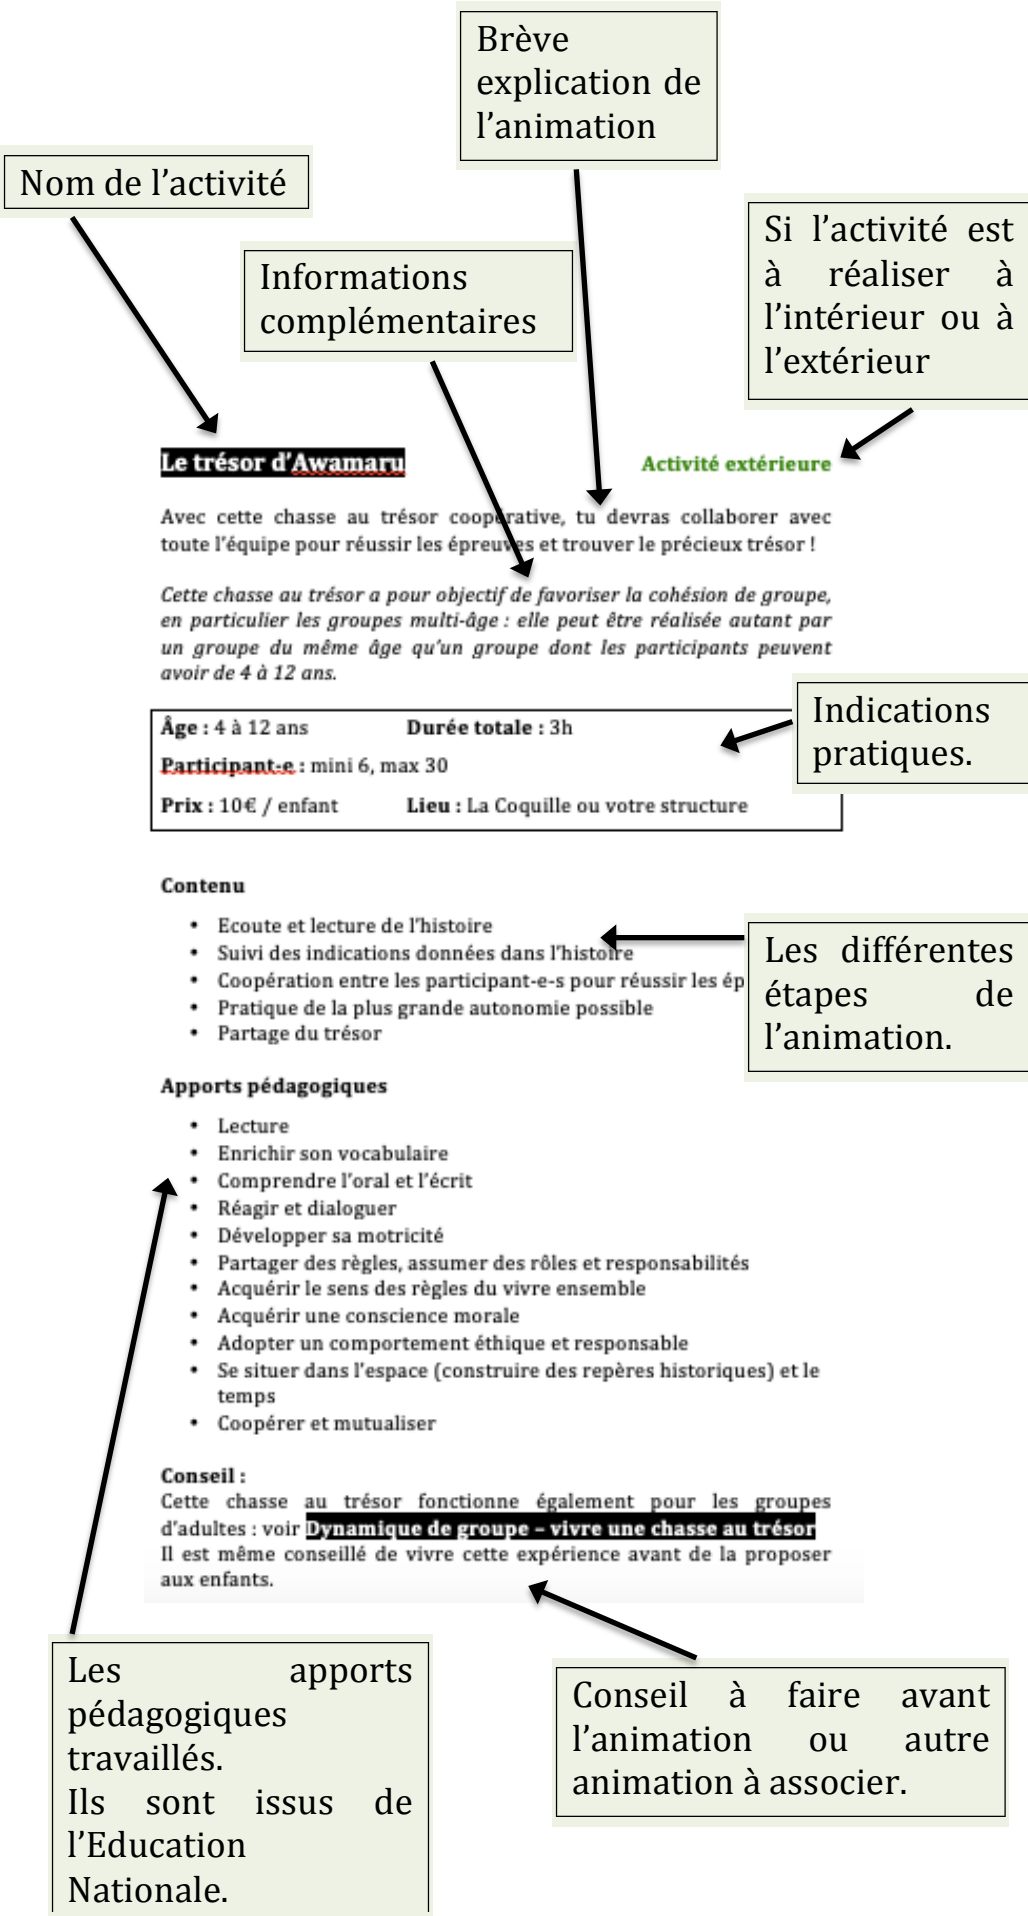 Brève
explication de
l’animation
Nom de l’activité
Si l’activité est
à réaliser à
l’intérieur ou à
l’extérieur
Informations
complémentaires
Le trésor d’Awamaru
Activité extérieure
Avec cette chasse au trésor coopérative, tu devras collaborer avec
toute l’équipe pour réussir les épreuves et trouver le précieux trésor !
Cette chasse au trésor a pour objectif de favoriser la cohésion de groupe,
en particulier les groupes multi-âge : elle peut être réalisée autant par
un groupe du même âge qu’un groupe dont les participants peuvent
avoir de 4 à 12 ans.
Indications
pratiques.
Âge : 4 à 12 ans Durée totale : 3h
Participant-e : mini 6, max 30
Prix : 10€ / enfant Lieu : La Coquille ou votre structure
Contenu
• Ecoute et lecture de l’histoire
• Suivi des indications données dans l’histoire
• Coopération entre les participant-e-s pour réussir les ép
• Pratique de la plus grande autonomie possible
• Partage du trésor
Les différentes
étapes de
l’animation.
Apports pédagogiques
• Lecture
• Enrichir son vocabulaire
• Comprendre l’oral et l’écrit
• Réagir et dialoguer
• Développer sa motricité
• Partager des règles, assumer des rôles et responsabilités
• Acquérir le sens des règles du vivre ensemble
• Acquérir une conscience morale
• Adopter un comportement éthique et responsable
• Se situer dans l’espace (construire des repères historiques) et le
temps
• Coopérer et mutualiser
Conseil :
Cette chasse au trésor fonctionne également pour les groupes
d’adultes : voir Dynamique de groupe – vivre une chasse au trésor
Il est même conseillé de vivre cette expérience avant de la proposer
aux enfants.
Les apports
pédagogiques
travaillés.
Ils sont issus de
l’Education
Nationale.
Conseil à faire avant
l’animation ou autre
animation à associer.